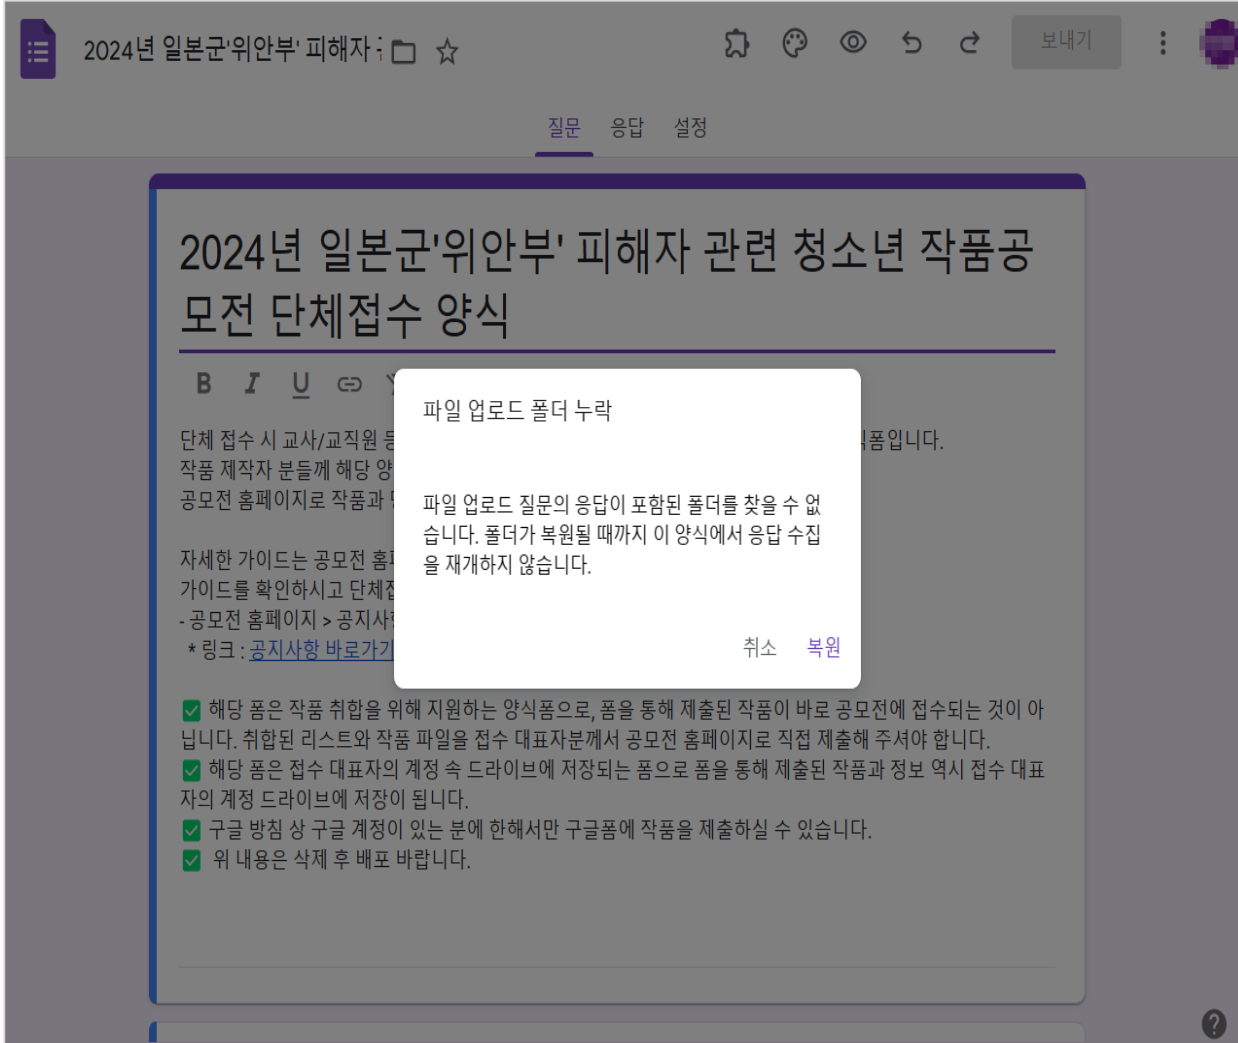 2024년 일본군'위안부' 피해자
보내기
질문 응답 설정
2024년 일본군'위안부' 피해자 관련 청소년 작품공
모전 단체접수 양식
B I U
단체 접수 시 교사/교직원 폼입니다.
작품 제작자 분들께 해당 양
공모전 홈페이지로 작품과
자세한 가이드는 공모전
가이드를 확인하시고
- 공모전 홈페이지 > 공지사항
* 링크 : 공지사항 바로가기
파일 업로드 폴더 누락
파일 업로드 질문의 응답이 포함된 폴더를 찾을 수 없
습니다. 폴더가 복원될 때까지 이 양식에서 응답 수집
을 재개하지 않습니다.
취소 복원
✅ 해당 폼은 작품 취합을 위해 지원하는 양식폼으로, 폼을 통해 제출된 작품이 바로 공모전에 접수되는 것이 아
닙니다. 취합된 리스트와 작품 파일을 접수 대표자분께서 공모전 홈페이지로 직접 제출해 주셔야 합니다.
✅ 해당 폼은 접수 대표자의 계정 속 드라이브에 저장되는 폼으로 폼을 통해 제출된 작품과 정보 역시 접수 대표
자의 계정 드라이브에 저장이 됩니다.
✅ 구글 방침 상 구글 계정이 있는 분에 한해서만 구글폼에 작품을 제출하실 수 있습니다.
✅ 위 내용은 삭제 후 배포 바랍니다.